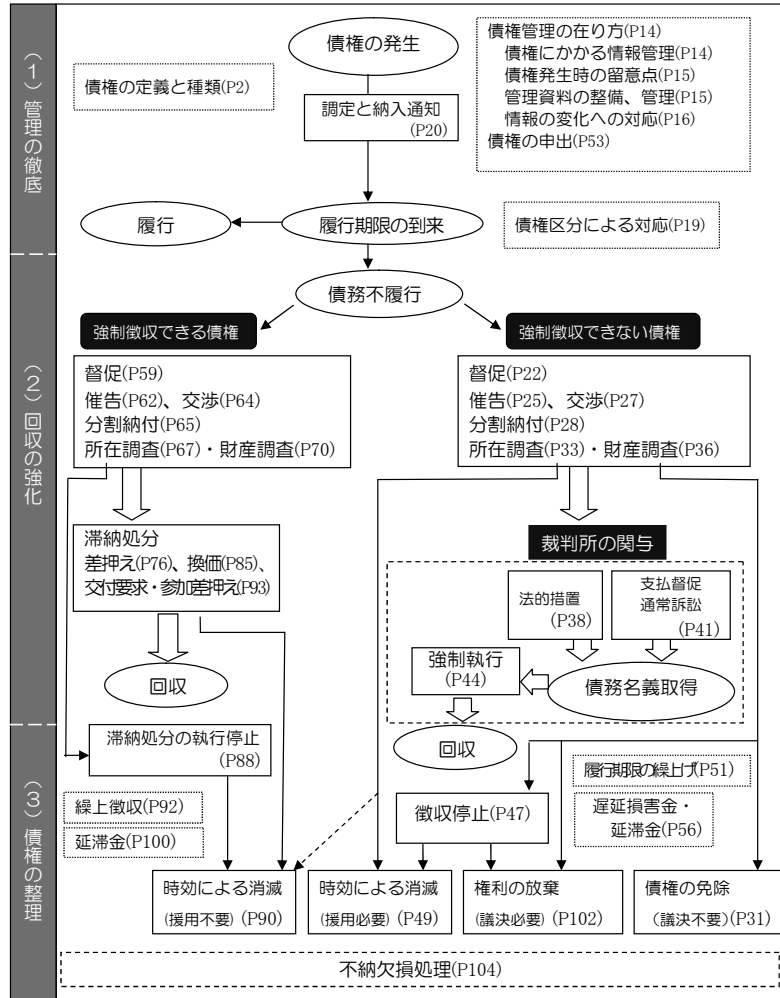 （１）管理の徹底
債権の発生
債権の定義と種類(P2)
調定と納入通知
(P20)
債権管理の在り方(P14)
債権にかかる情報管理(P14)
債権発生時の留意点(P15)
管理資料の整備、管理(P15)
情報の変化への対応(P16)
債権の申出(P53)
履行
履行期限の到来
債権区分による対応(P19)
（２）回収の強化
債務不履行
強制徴収できる債権
督促(P59)
催告(P62)、交渉(P64)
分割納付(P65)
所在調査(P67)・財産調査(P70)
滞納処分
差押え(P76)、換価(P85)、
交付要求・参加差押え(P93)
回収
強制徴収できない債権
督促(P22)
催告(P25)、交渉(P27)
分割納付(P28)
所在調査(P33)・財産調査(P36)
裁判所の関与
法的措置
(P38)
支払督促
通常訴訟
(P41)
強制執行
(P44)
債務名義取得
回収
（３）債権の整理
滞納処分の執行停止
(P88)
繰上徴収(P92)
延滞金(P100)
徴収停止(P47)
履行期限の繰上げ(P51)
遅延損害金・
延滞金(P56)
時効による消滅
(援用不要) (P90)
時効による消滅
(援用必要) (P49)
権利の放棄
(議決必要) (P102)
債権の免除
（議決不要）(P31)
不納欠損処理(P104)